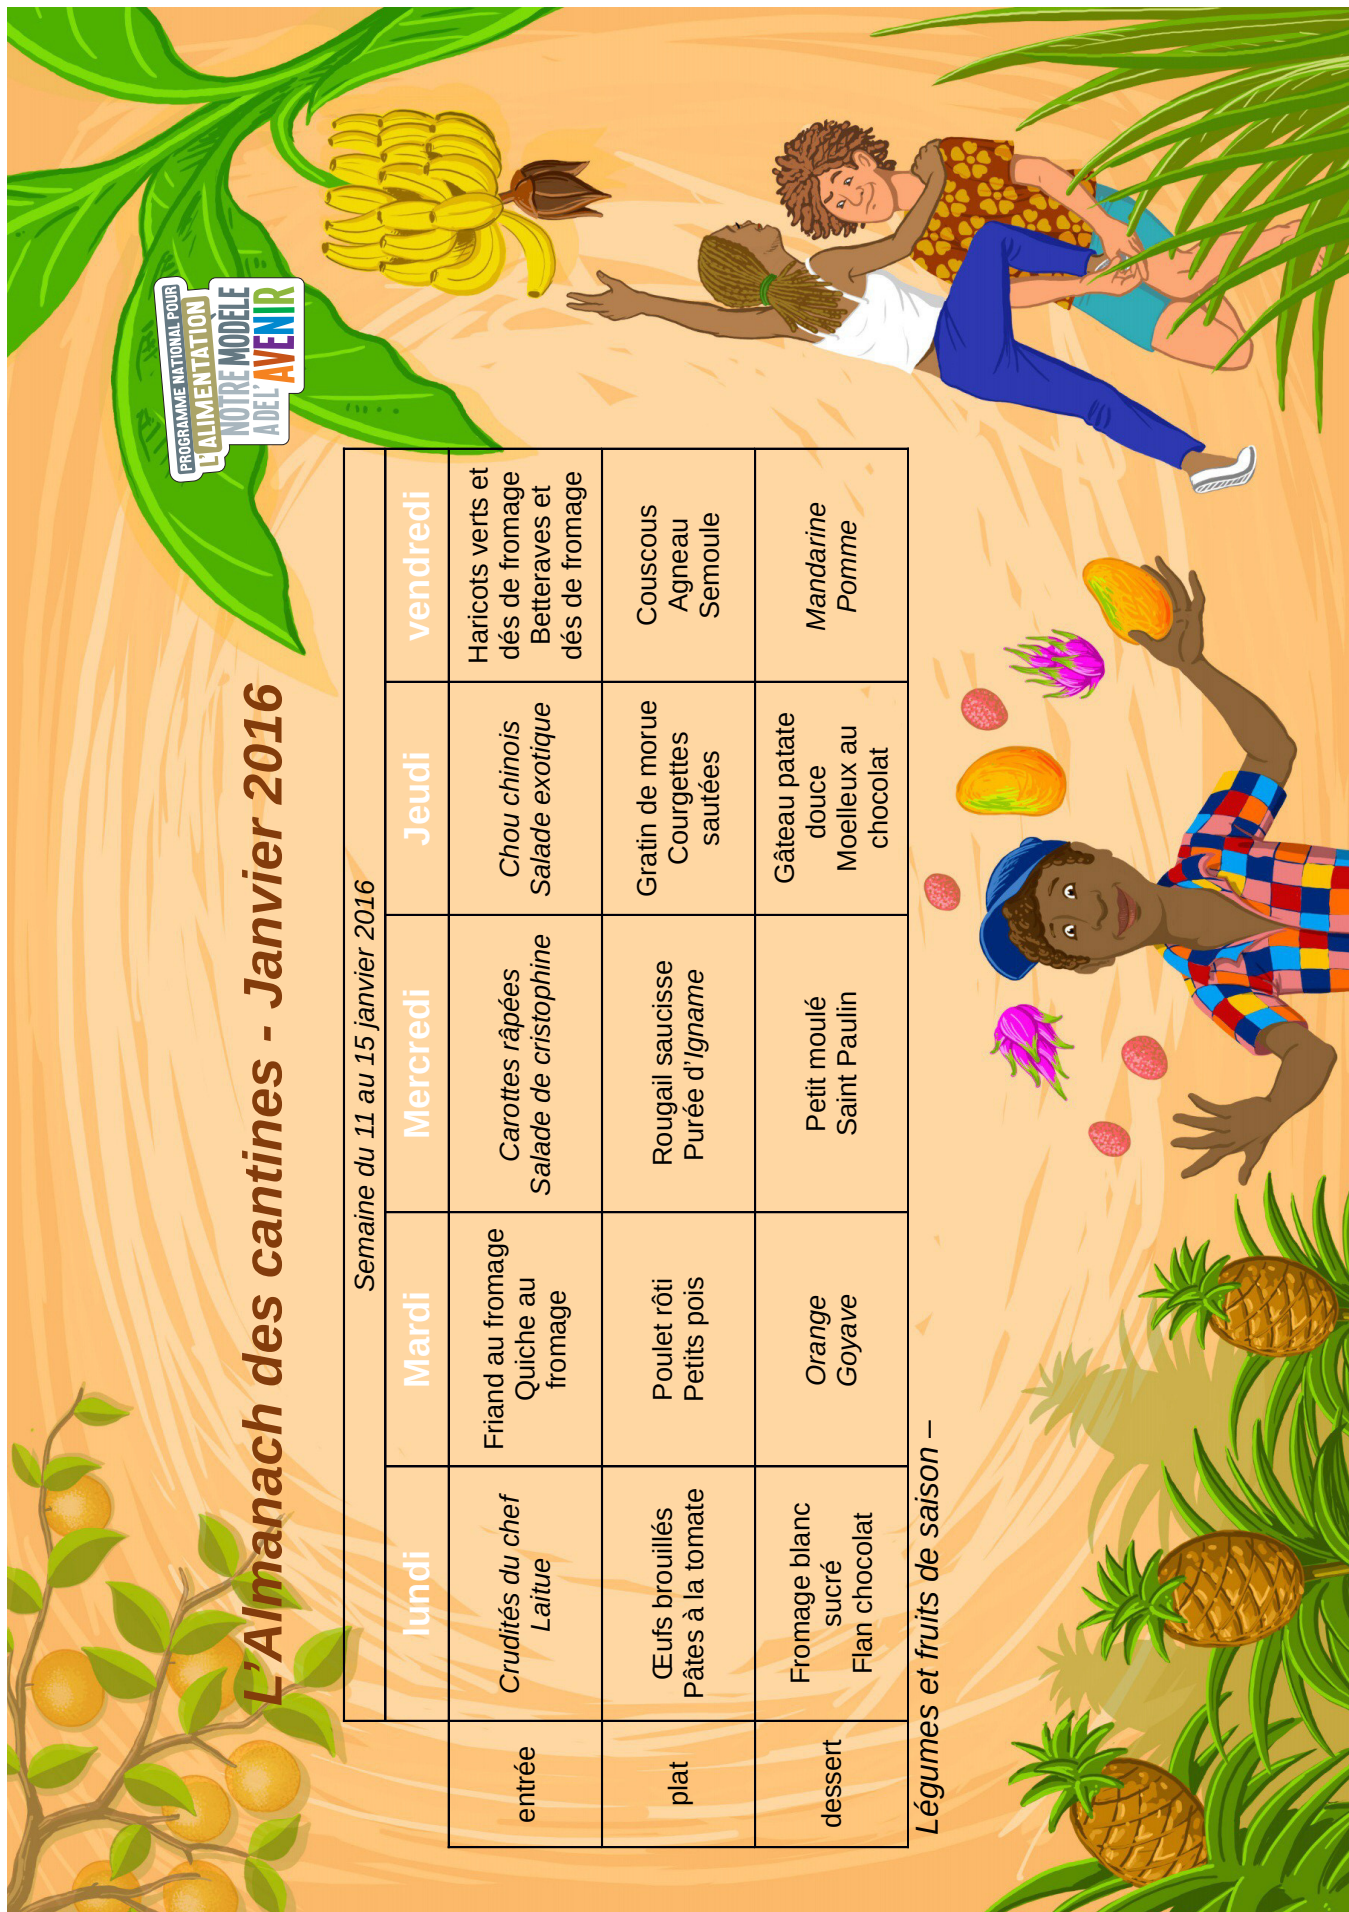 PROGRAMME NATIONAL POUR
L'ALIMENTATION
NOTRE MODÈLE
A DE L'AVENIR
L'Almanach des cantines - Janvier 2016
Semaine du 11 au 15 janvier 2016
lundi
Mardi
Mercredi
Jeudi
vendredi
entrée
Crudités du chef
Laitue
Friand au fromage
Quiche au
fromage
Carottes râpées
Salade de cristophine
Chou chinois
Salade exotique
Haricots verts et
dés de fromage
Betteraves et
dés de fromage
plat
Œufs brouillés
Pâtes à la tomate
Poulet rôti
Petits pois
Rougail saucisse
Purée d'Igname
Gratin de morue
Courgettes
sautées
Couscous
Agneau
Semoule
dessert
Fromage blanc
sucré
Flan chocolat
Orange
Goyave
Petit moulé
Saint Paulin
Gâteau patate
douce
Moelleux au
chocolat
Mandarine
Pomme
Légumes et fruits de saison –